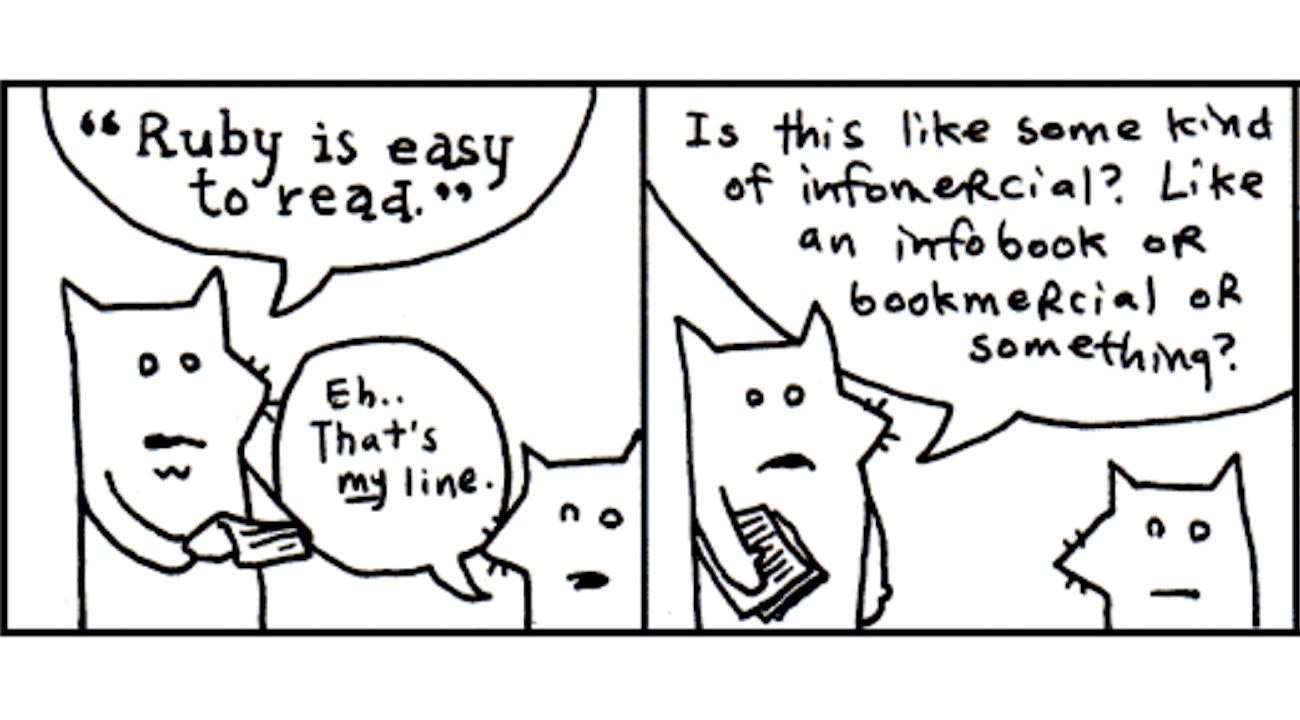 “Ruby is easy
to read.”
Eh..
That's
my line.
Is this like some kind
of infomercial? Like
an infobook or
bookmercial or
something?